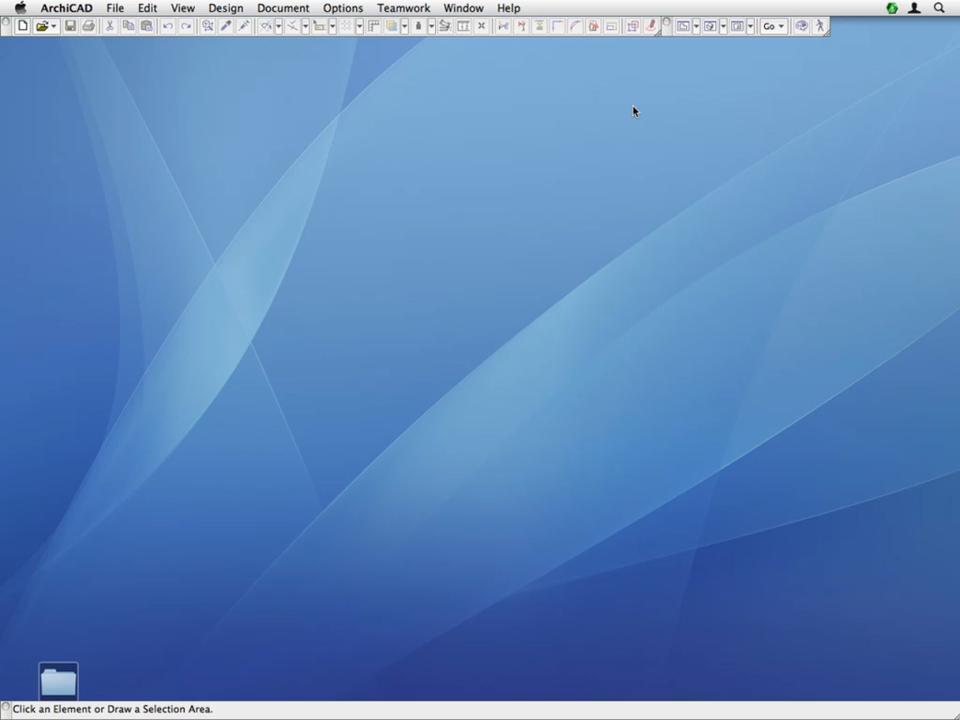 ArchiCAD File Edit View Design Document Options Teamwork Window Help
Go
Click an Element or Draw a Selection Area.